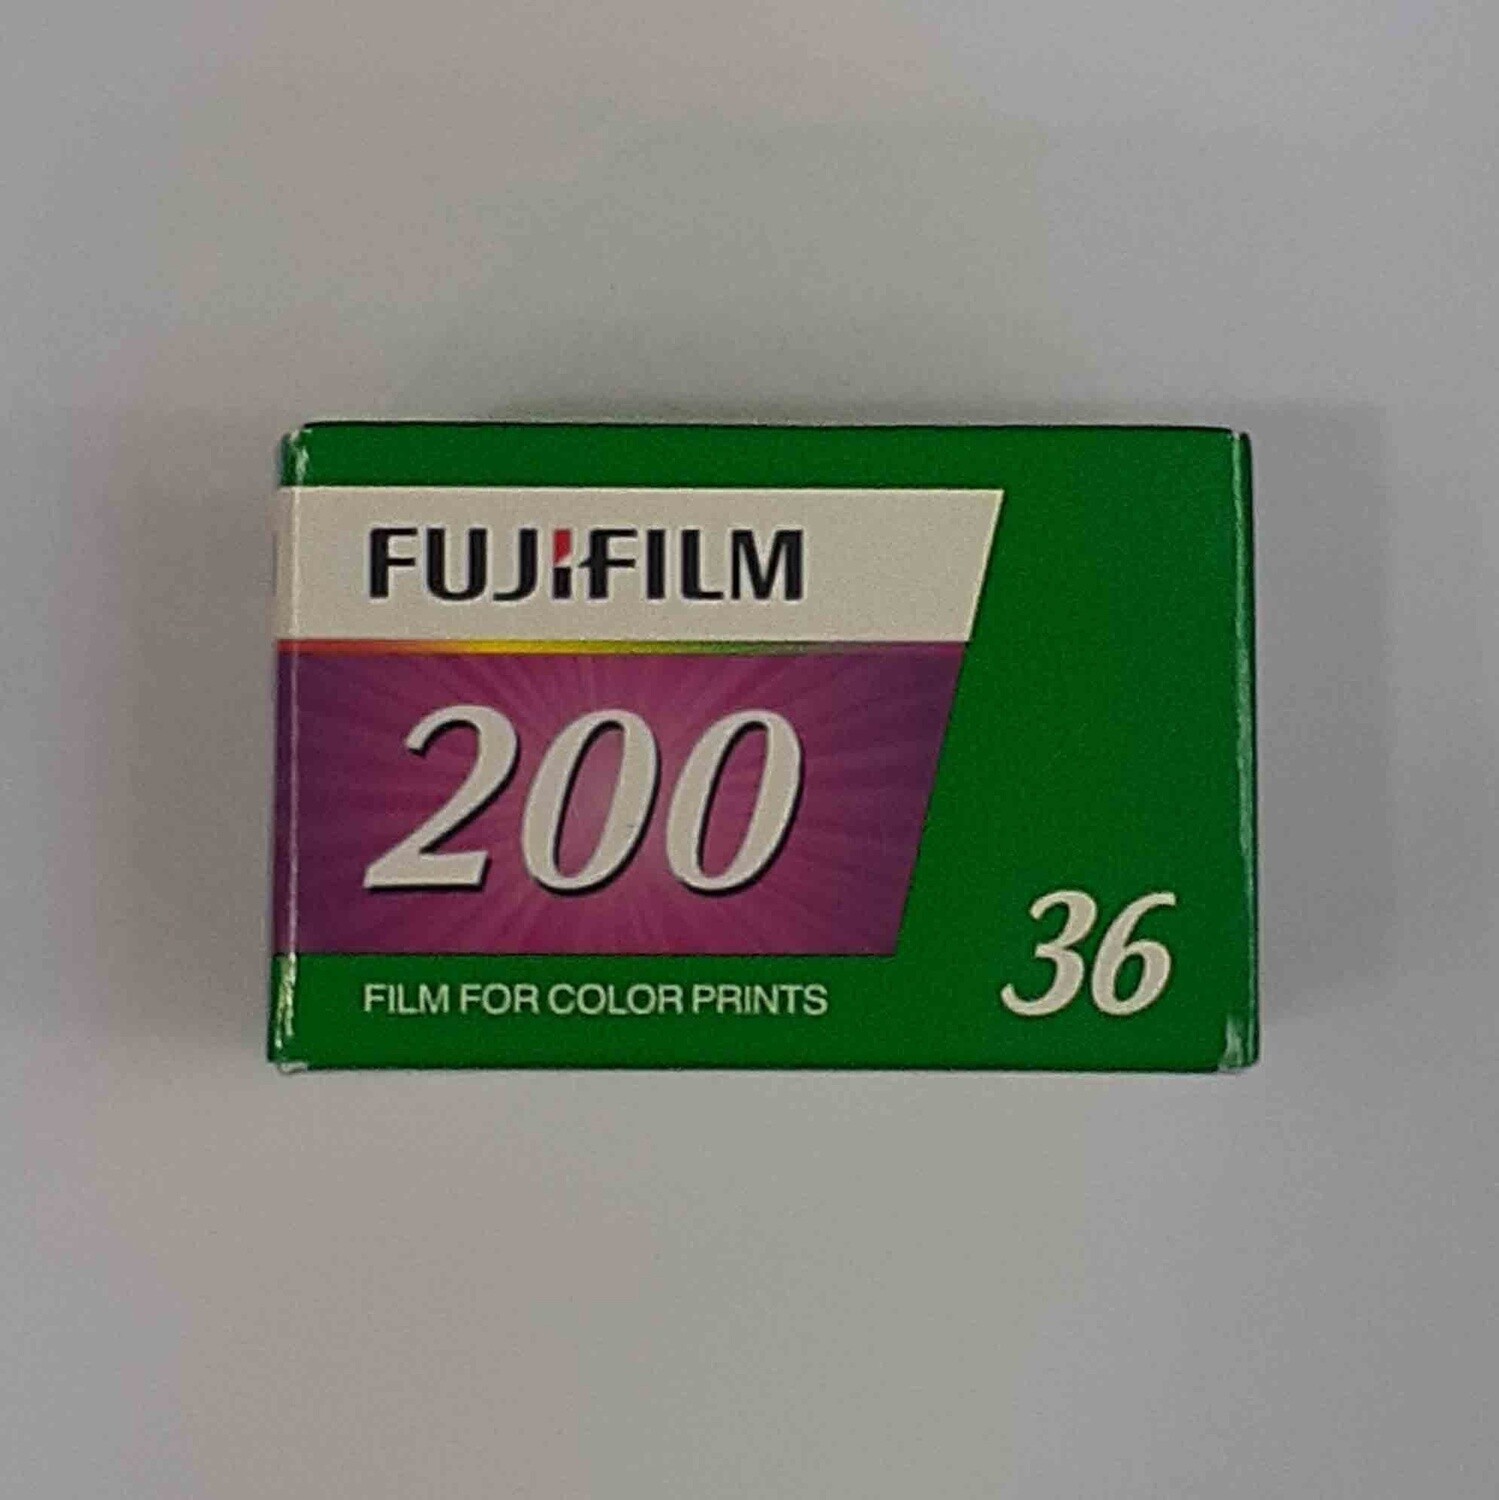 FUJIFILM
200
FILM FOR COLOR PRINTS
36